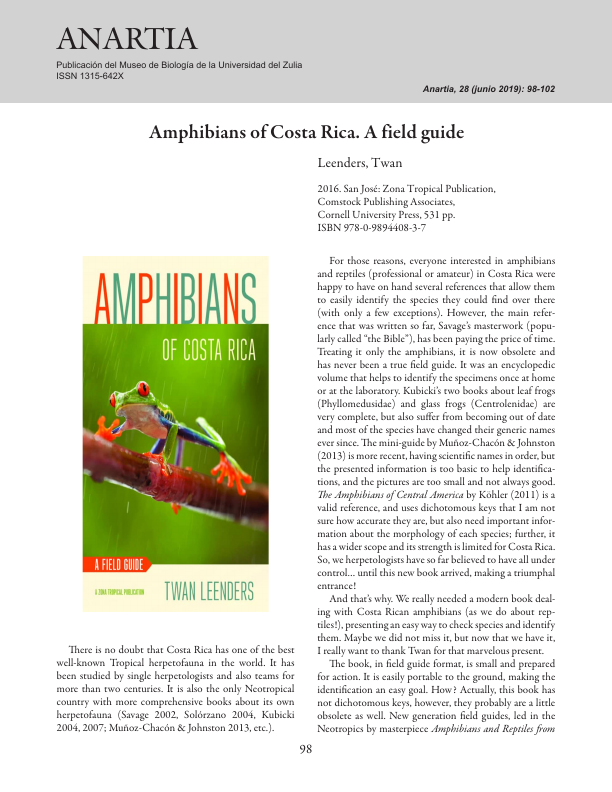 ANARTIA
Publicación del Museo de Biología de la Universidad del Zulia
ISSN 1315-642X
Anartia, 28 (junio 2019): 98-102
Amphibians of Costa Rica. A field guide
Leenders, Twan
2016. San José: Zona Tropical Publication,
Comstock Publishing Associates,
Cornell University Press, 531 pp.
ISBN 978-0-9894408-3-7
AMPHIBIANS
OF COSTA RICA
A FIELD GUIDE
A ZONA TROPICAL PUBLICATION
TWAN LEENDERS
There is no doubt that Costa Rica has one of the best
well-known Tropical herpetofauna in the world. It has
been studied by single herpetologists and also teams for
more than two centuries. It is also the only Neotropical
country with more comprehensive books about its own
herpetofauna (Savage 2002, Solórzano 2004, Kubicki
2004, 2007; Muñoz-Chacón & Johnston 2013, etc.).
For those reasons, everyone interested in amphibians
and reptiles (professional or amateur) in Costa Rica were
happy to have on hand several references that allow them
to easily identify the species they could find over there
(with only a few exceptions). However, the main refer-
ence that was written so far, Savage's masterwork (popu-
larly called “the Bible”), has been paying the price of time.
Treating it only the amphibians, it is now obsolete and
has never been a true field guide. It was an encyclopedic
volume that helps to identify the specimens once at home
or at the laboratory. Kubicki's two books about leaf frogs
(Phyllomedusidae) and glass frogs (Centrolenidae) are
very complete, but also suffer from becoming out of date
and most of the species have changed their generic names
ever since. The mini-guide by Muñoz-Chacón & Johnston
(2013) is more recent, having scientific names in order, but
the presented information is too basic to help identifica-
tions, and the pictures are too small and not always good.
The Amphibians of Central America by Köhler (2011) is a
valid reference, and uses dichotomous keys that I am not
sure how accurate they are, but also need important infor-
mation about the morphology of each species; further, it
has a wider scope and its strength is limited for Costa Rica.
So, we herpetologists have so far believed to have all under
control... until this new book arrived, making a triumphal
entrance!
And that's why. We really needed a modern book deal-
ing with Costa Rican amphibians (as we do about rep-
tiles!), presenting an easy way to check species and identify
them. Maybe we did not miss it, but now that we have it,
I really want to thank Twan for that marvelous present.
The book, in field guide format, is small and prepared
for action. It is easily portable to the ground, making the
identification an easy goal. How? Actually, this book has
not dichotomous keys, however, they probably are a little
obsolete as well. New generation field guides, led in the
Neotropics by masterpiece Amphibians and Reptiles from
98